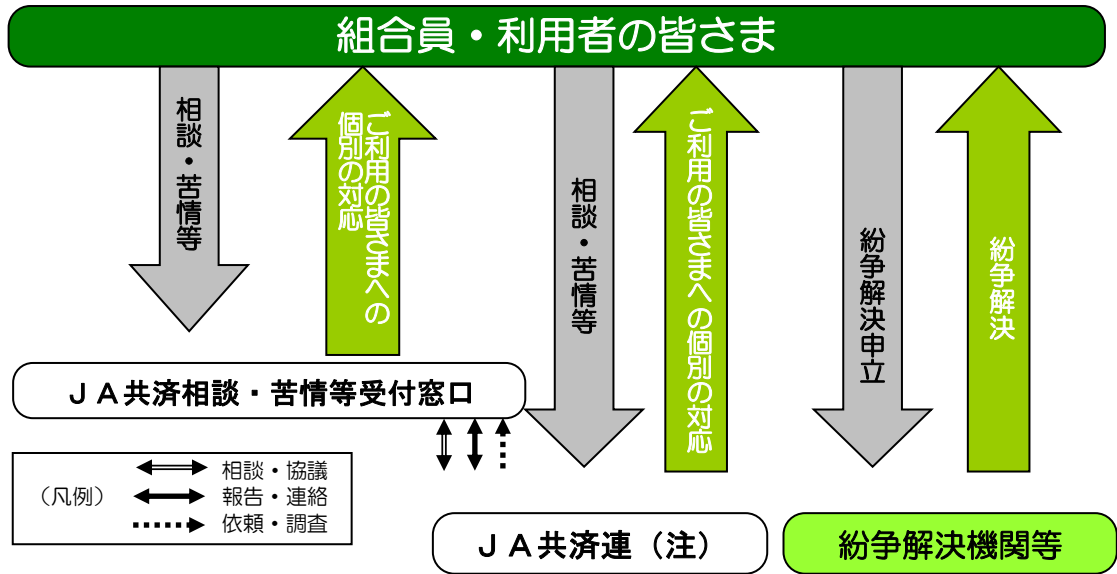 組合員・利用者の皆さま
相談・苦情等
ご利用の皆さまへの
個別の対応
相談・苦情等
ご利用の皆さまへの個別の対応
紛争解決申立
紛争解決
ＪＡ共済相談・苦情等受付窓口
（凡例）
相談・協議
報告・連絡
依頼・調査
ＪＡ共済連（注）
紛争解決機関等